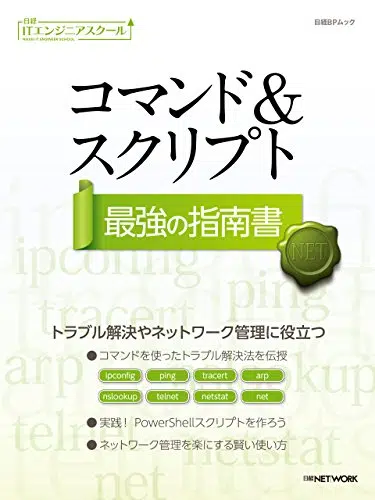 日経
ITエンジニアスクール
NIKKEI IT ENGINEER SCHOOL
日経BPムック
コマンド&
スクリプト
最強の指南書
NET
ipconfig
ping
tracert
arp
netstat
トラブル解決やネットワーク管理に役立つ
●コマンドを使ったトラブル解決法を伝授
ipconfig ping tracert arp
nslookup telnet netstat net
●実践! PowerShellスクリプトを作ろう
●ネットワーク管理を楽にする賢い使い方
日経NETWORK